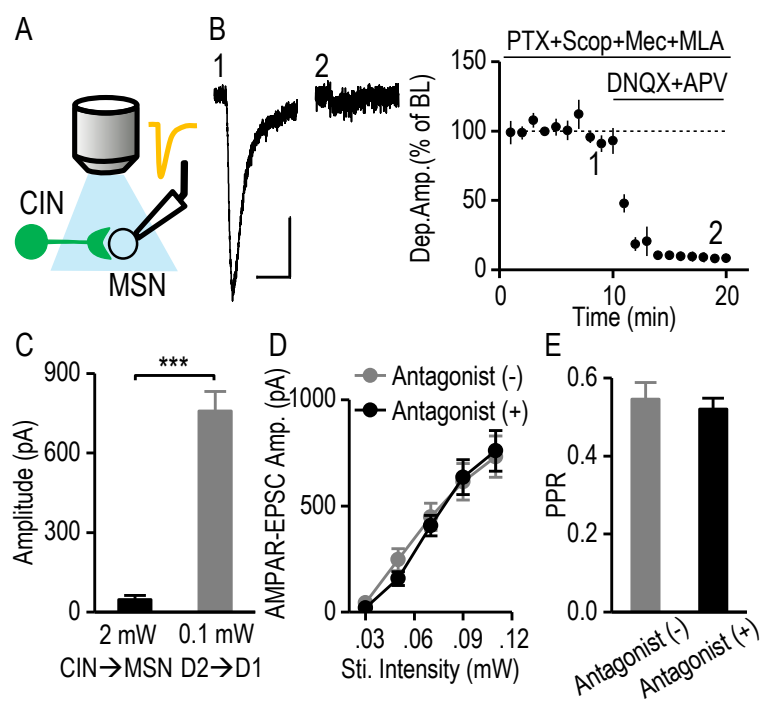 A
CIN
MSN
B
1
2
PTX+Scop+Mec+MLA
DNQX+APV
Dep.Amp.(% of BL)
150
100
50
0
1
2
0
10
20
Time (min)
C
Amplitude (pA)
900
600
300
0
***
2 mW
0.1 mW
CIN→MSN
D2→D1
D
Antagonist (-)
Antagonist (+)
AMPAR-EPSC Amp. (pA)
1000
500
0
.03
.06
.09
.12
Sti. Intensity (mW)
E
PPR
0.6
0.4
0.2
0.0
Antagonist (-)
Antagonist (+)